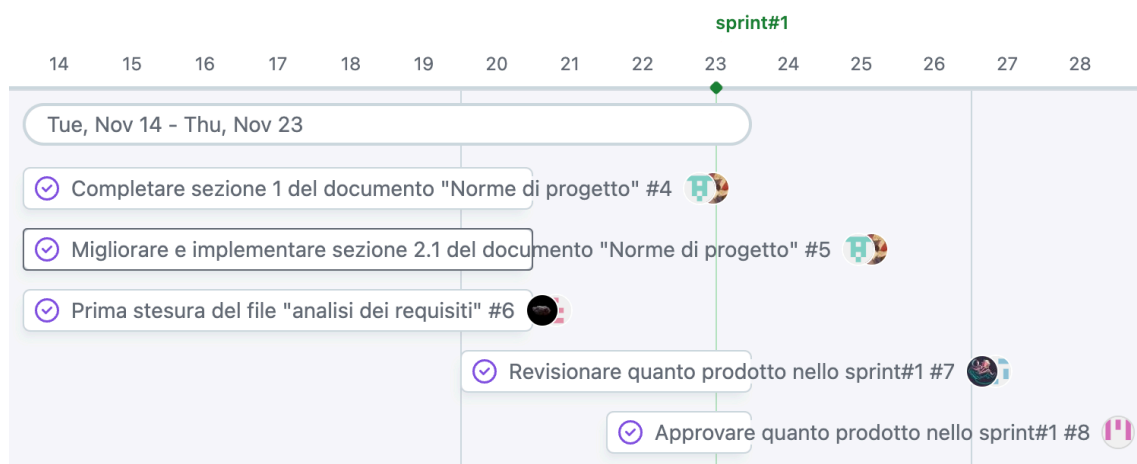 sprint#1
14 15 16 17 18 19 20 21 22 23 24 25 26 27 28
Tue, Nov 14 - Thu, Nov 23
Completare sezione 1 del documento "Norme di progetto" #4
Migliorare e implementare sezione 2.1 del documento "Norme di progetto" #5
Prima stesura del file "analisi dei requisiti" #6
Revisionare quanto prodotto nello sprint#1 #7
Approvare quanto prodotto nello sprint#1 #8